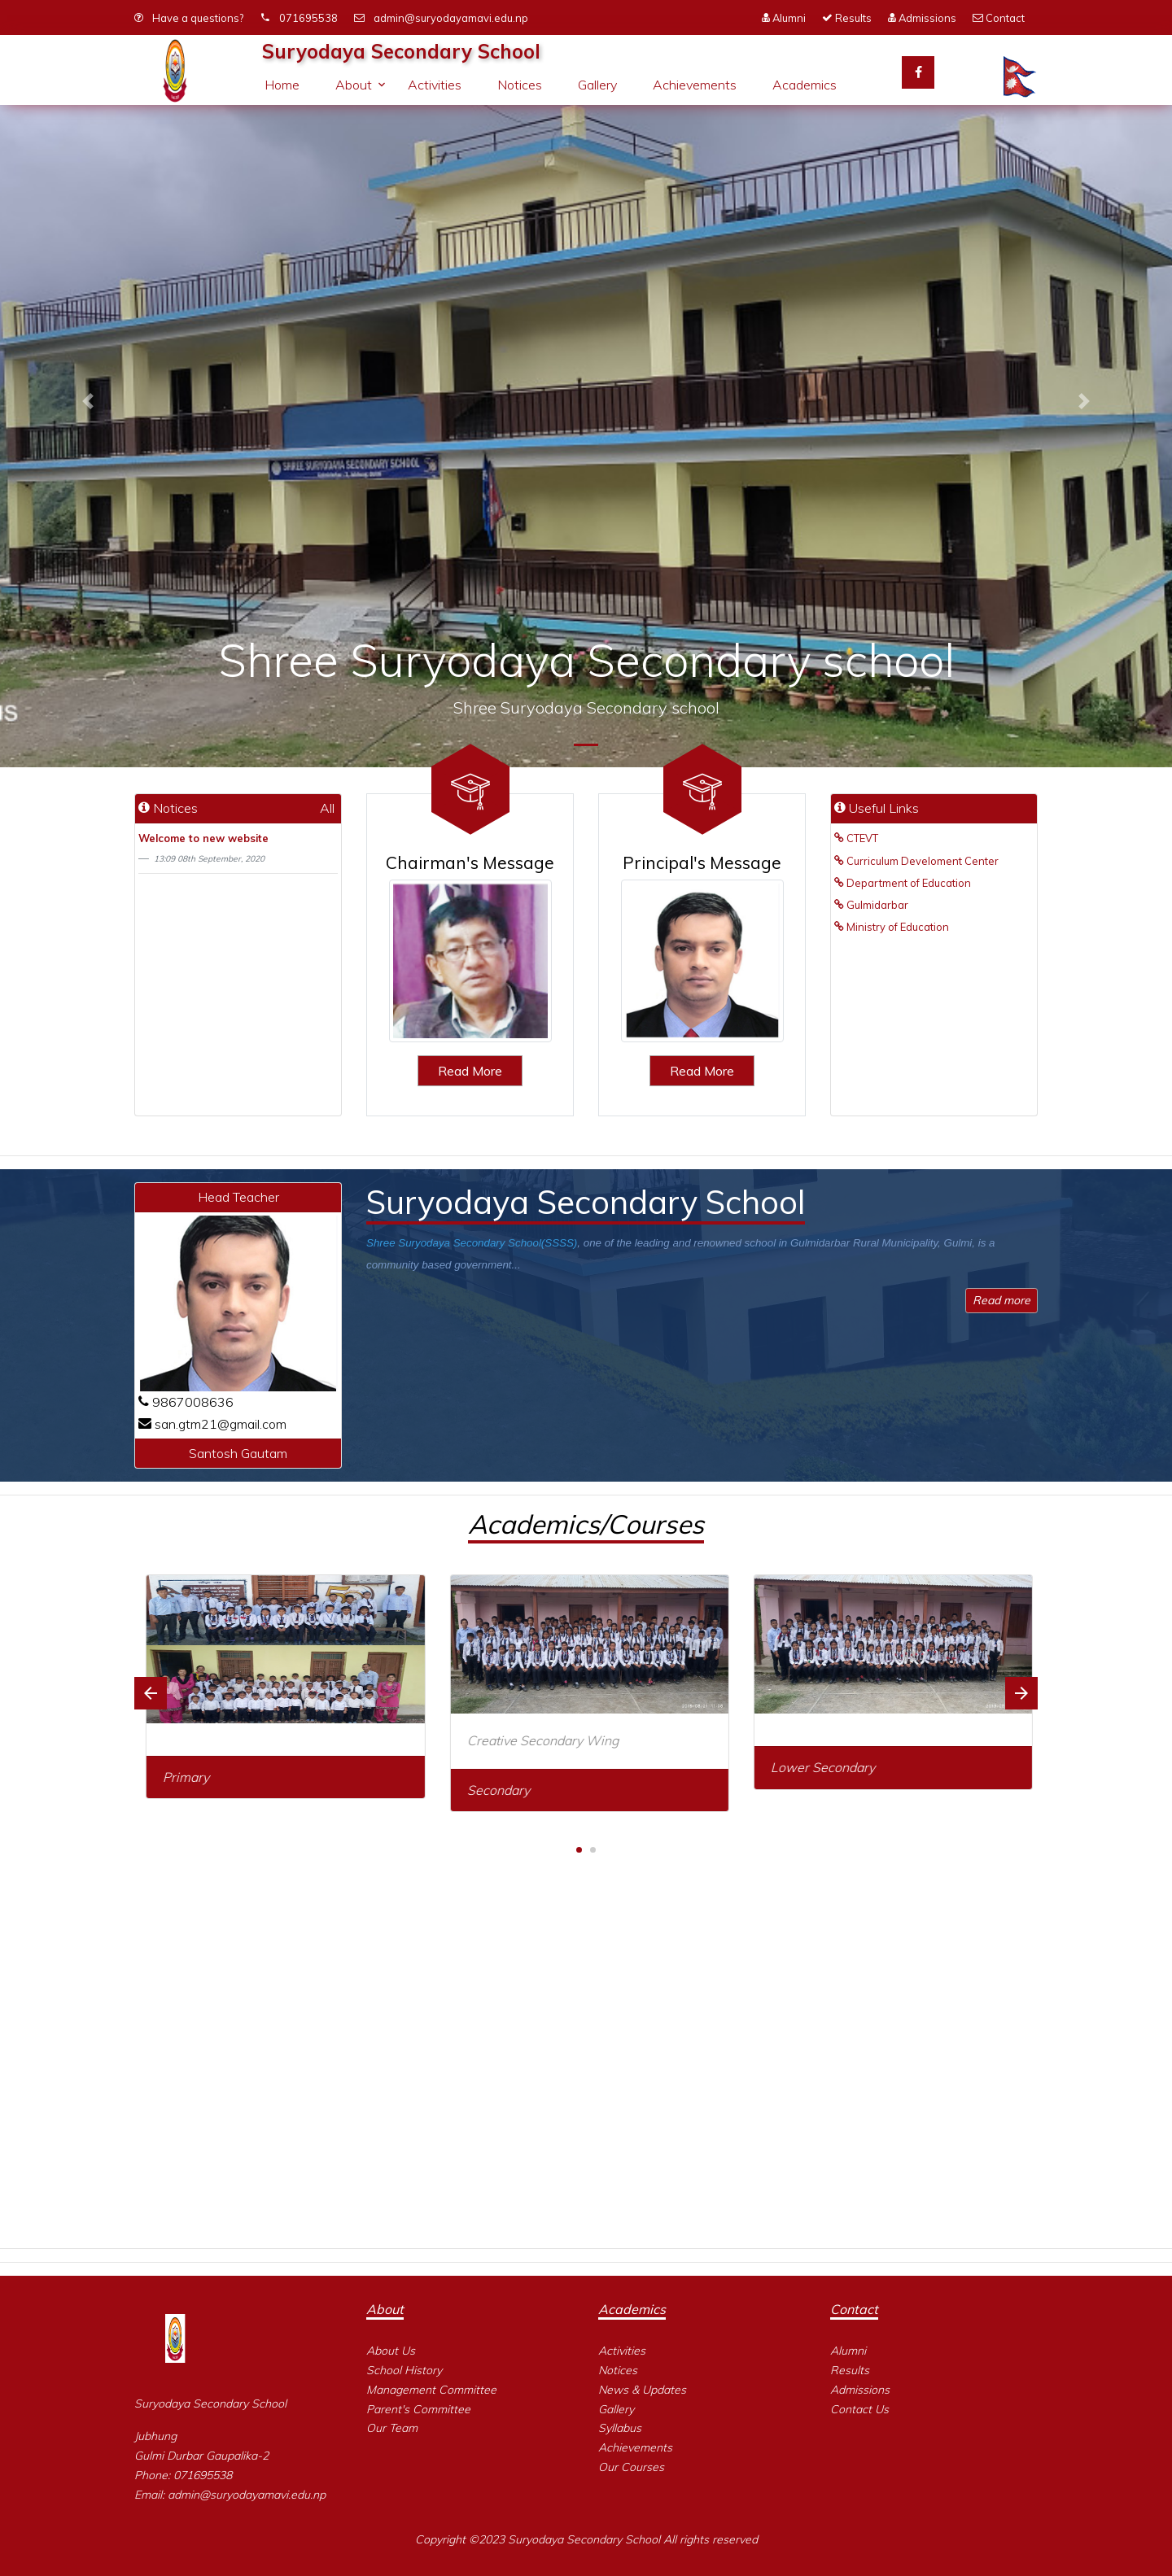 Have a questions? 071695538 admin@suryodayamavi.edu.np Alumni Results Admissions Contact
Suryodaya Secondary School
Home About Activities Notices Gallery Achievements Academics
SHREE SURYODAYA SECONDARY SCHOOL
Shree Suryodaya Secondary school
Shree Suryodaya Secondary school
Notices All
Welcome to new website
13:09 08th September, 2020
Chairman's Message
Read More
Principal's Message
Read More
Useful Links
CTEVT
Curriculum Develoment Center
Department of Education
Gulmidarbar
Ministry of Education
Head Teacher
9867008636
san.gtm21@gmail.com
Santosh Gautam
Suryodaya Secondary School
Shree Suryodaya Secondary School(SSSS), one of the leading and renowned school in Gulmidarbar Rural Municipality, Gulmi, is a
community based government...
Read more
Academics/Courses
Primary
Creative Secondary Wing
Secondary
Lower Secondary
Suryodaya Secondary School
Jubhung
Gulmi Durbar Gaupalika-2
Phone: 071695538
Email: admin@suryodayamavi.edu.np
About
About Us
School History
Management Committee
Parent's Committee
Our Team
Academics
Activities
Notices
News & Updates
Gallery
Syllabus
Achievements
Our Courses
Contact
Alumni
Results
Admissions
Contact Us
Copyright ©2023 Suryodaya Secondary School All rights reserved